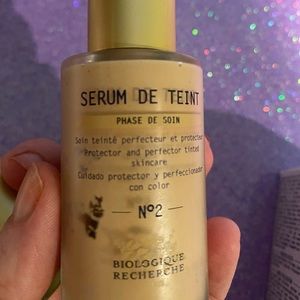 SERUM DE TEINT
PHASE DE SOIN
Soin teinté perfecteur et protecteur
Protector and perfector tinted
skincare
Cuidado protector y perfeccionador
con color
Nº2
BIOLOGIQUE
RECHERCHE